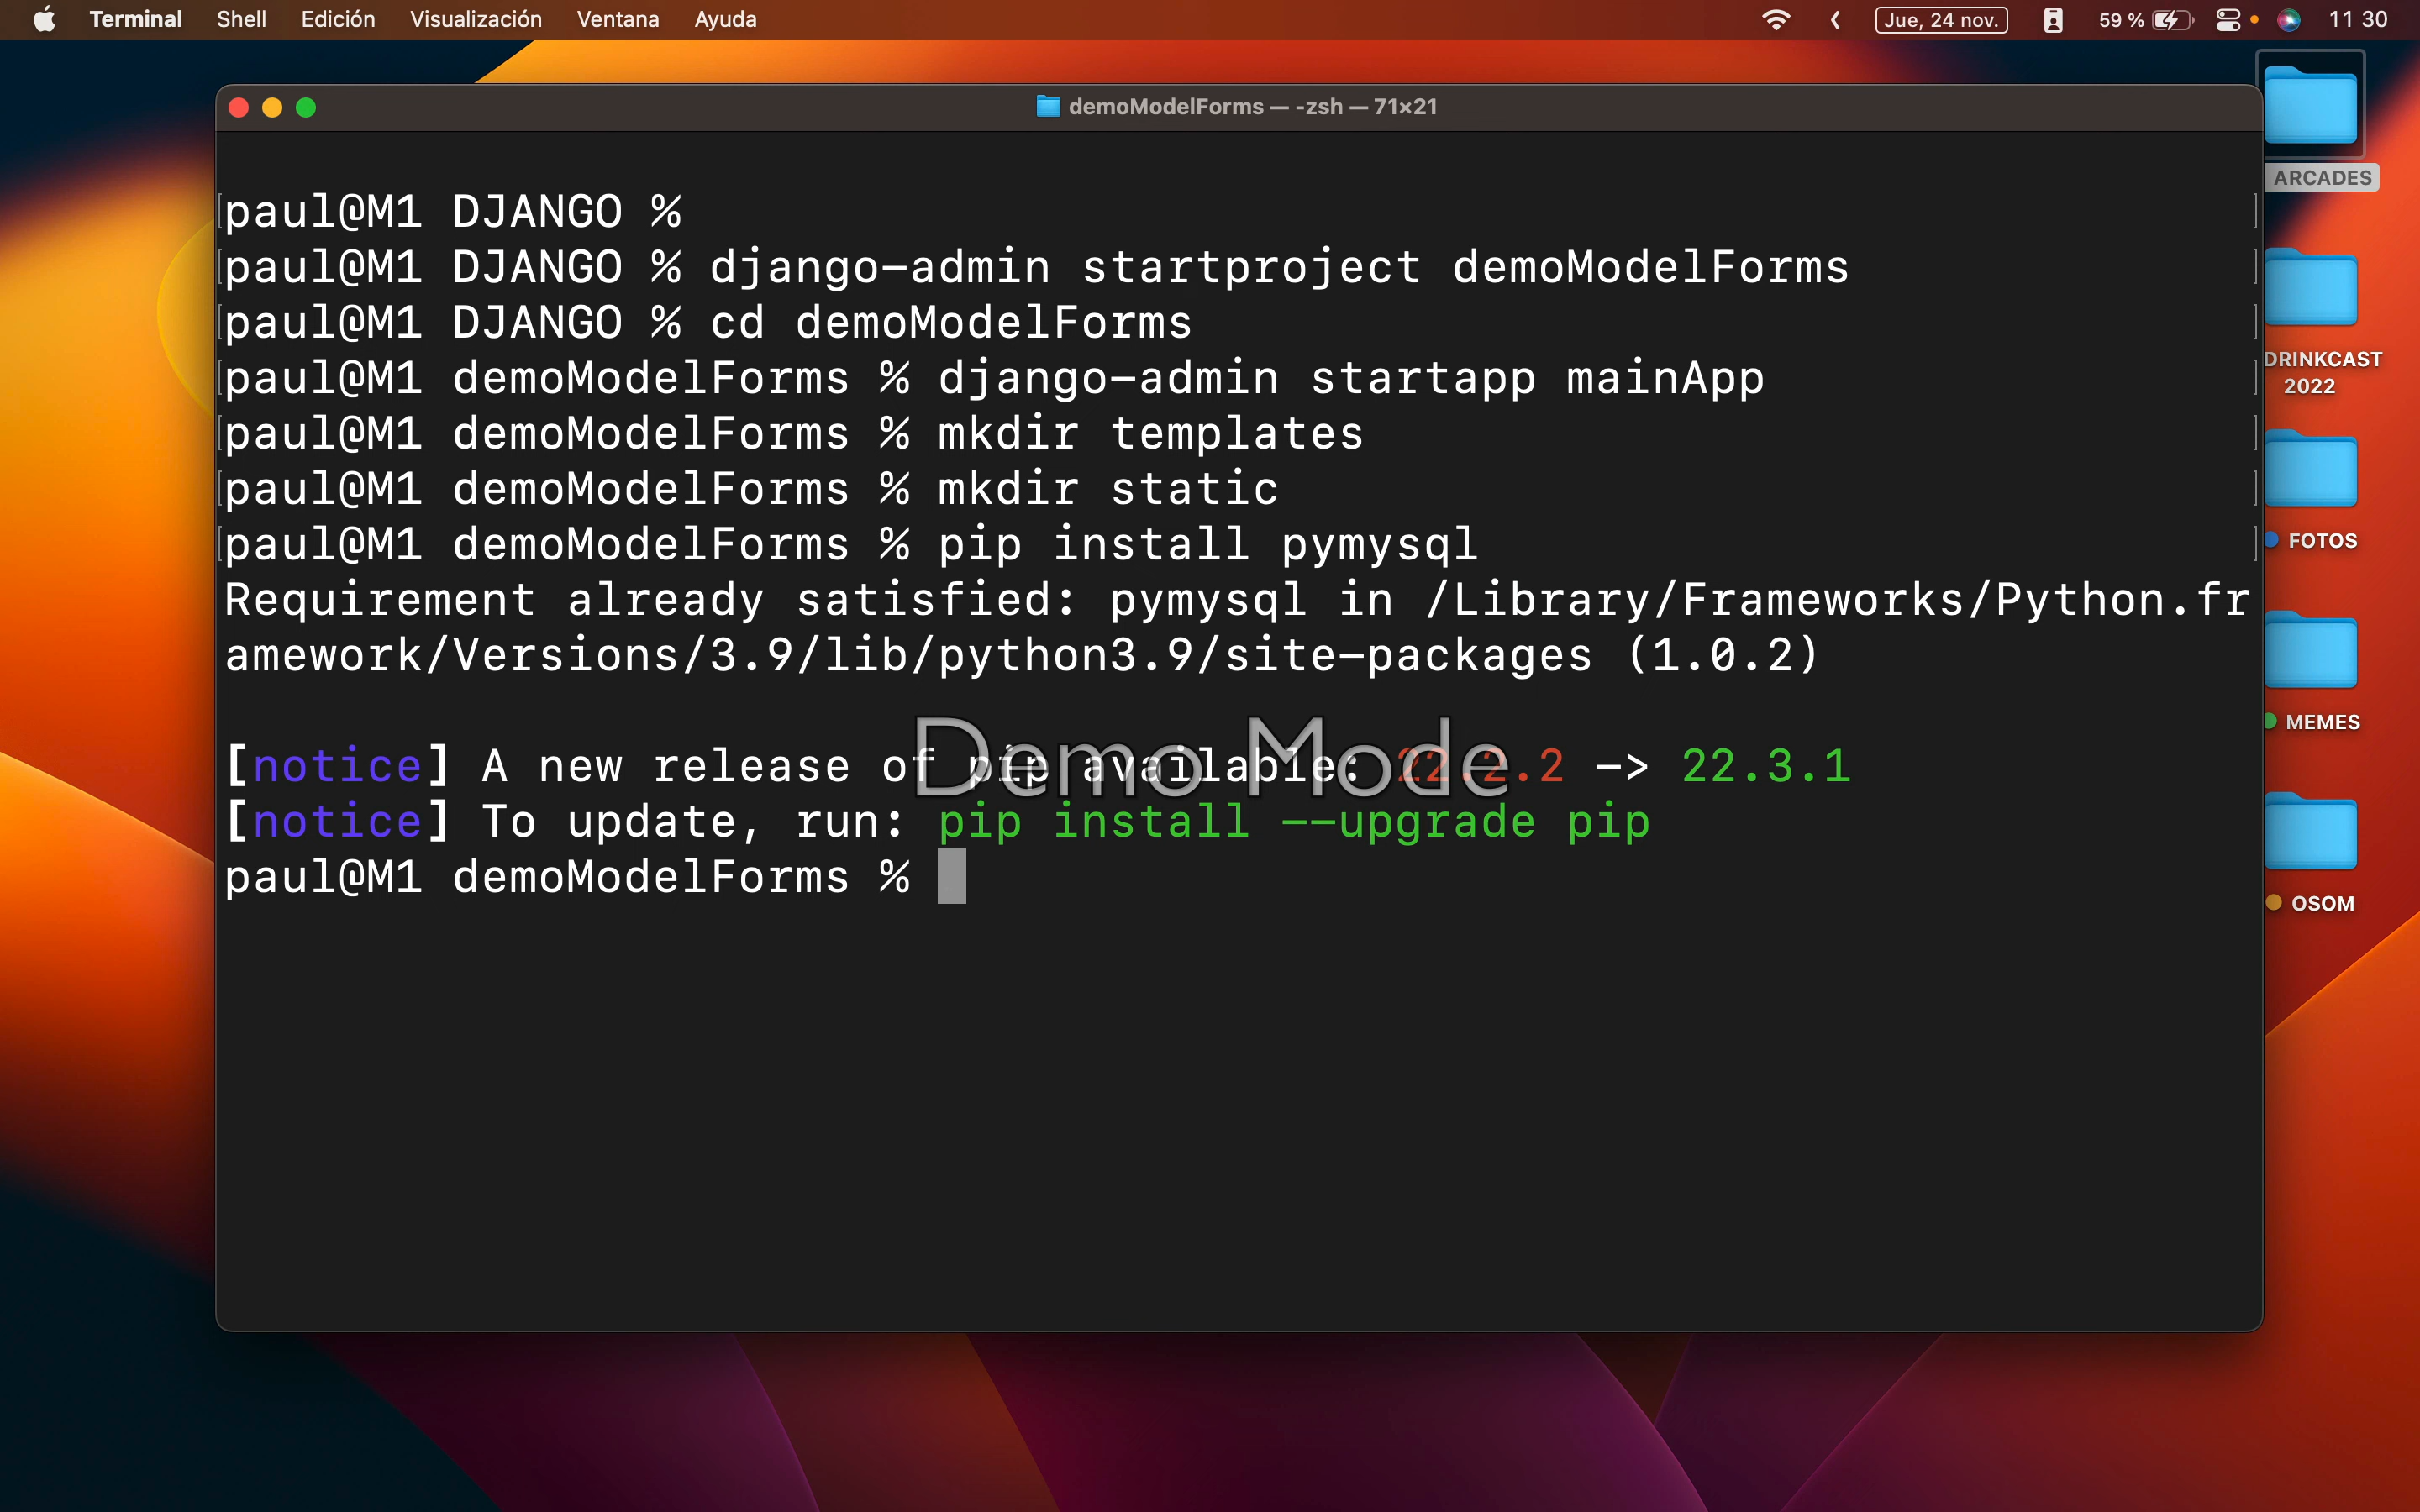 Terminal Shell Edición Visualización Ventana Ayuda Jue, 24 nov. 59 % 11 30
demoModelForms — -zsh — 71×21
paul@M1 DJANGO %
paul@M1 DJANGO % django-admin startproject demoModelForms
paul@M1 DJANGO % cd demoModelForms
paul@M1 demoModelForms % django-admin startapp mainApp
paul@M1 demoModelForms % mkdir templates
paul@M1 demoModelForms % mkdir static
paul@M1 demoModelForms % pip install pymysql
Requirement already satisfied: pymysql in /Library/Frameworks/Python.fr
amework/Versions/3.9/lib/python3.9/site-packages (1.0.2)
[notice] A new release of pip available: 22.2.2 -> 22.3.1
[notice] To update, run: pip install --upgrade pip
paul@M1 demoModelForms %
Demo Mode
ARCADES
DRINKCAST
2022
FOTOS
MEMES
OSOM